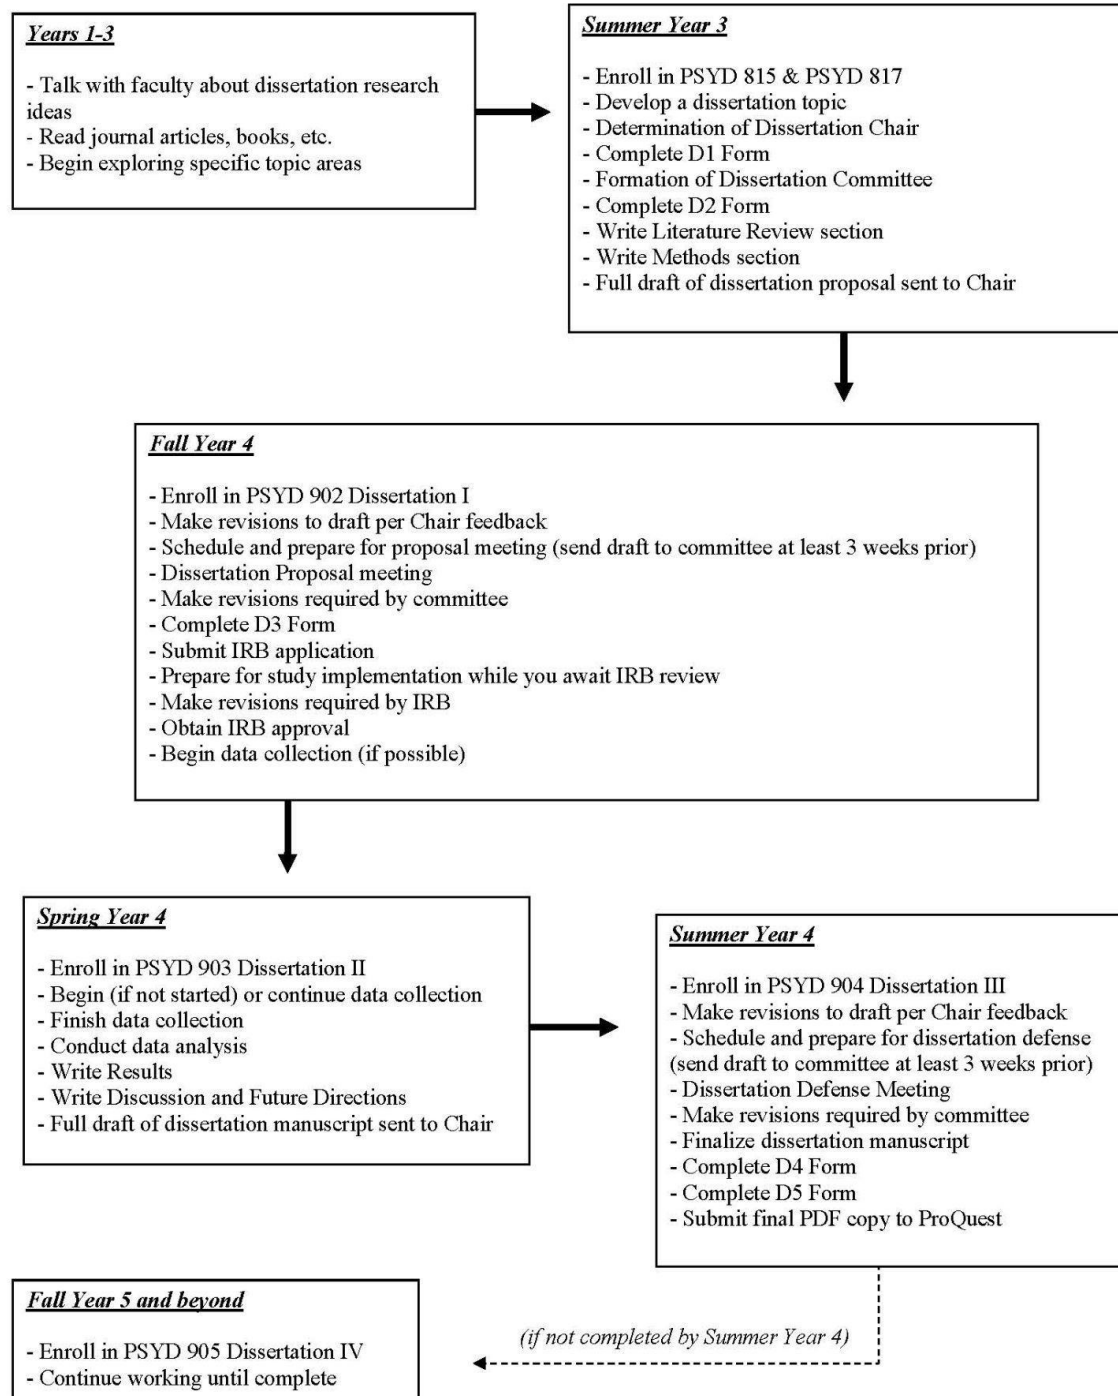 Years 1-3
- Talk with faculty about dissertation research
ideas
- Read journal articles, books, etc.
- Begin exploring specific topic areas
Summer Year 3
- Enroll in PSYD 815 & PSYD 817
- Develop a dissertation topic
- Determination of Dissertation Chair
- Complete D1 Form
- Formation of Dissertation Committee
- Complete D2 Form
- Write Literature Review section
- Write Methods section
- Full draft of dissertation proposal sent to Chair
Fall Year 4
- Enroll in PSYD 902 Dissertation I
- Make revisions to draft per Chair feedback
- Schedule and prepare for proposal meeting (send draft to committee at least 3 weeks prior)
- Dissertation Proposal meeting
- Make revisions required by committee
- Complete D3 Form
- Submit IRB application
- Prepare for study implementation while you await IRB review
- Make revisions required by IRB
- Obtain IRB approval
- Begin data collection (if possible)
Spring Year 4
- Enroll in PSYD 903 Dissertation II
- Begin (if not started) or continue data collection
- Finish data collection
- Conduct data analysis
- Write Results
- Write Discussion and Future Directions
- Full draft of dissertation manuscript sent to Chair
Summer Year 4
- Enroll in PSYD 904 Dissertation III
- Make revisions to draft per Chair feedback
- Schedule and prepare for dissertation defense
(send draft to committee at least 3 weeks prior)
- Dissertation Defense Meeting
- Make revisions required by committee
- Finalize dissertation manuscript
- Complete D4 Form
- Complete D5 Form
- Submit final PDF copy to ProQuest
(if not completed by Summer Year 4)
Fall Year 5 and beyond
- Enroll in PSYD 905 Dissertation IV
- Continue working until complete